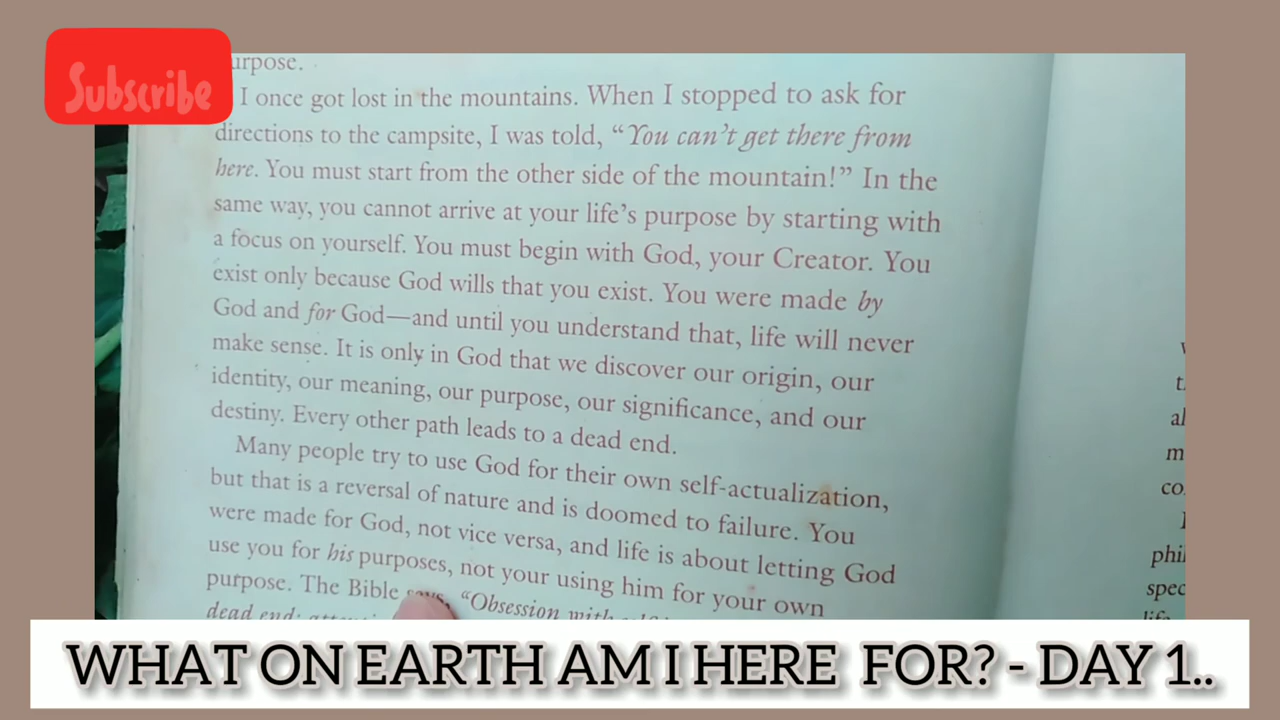 Subscribe
urpose.
I once got lost in the mountains. When I stopped to ask for
directions to the campsite, I was told, "You can't get there from
here. You must start from the other side of the mountain!" In the
same way, you cannot arrive at your life's purpose by starting with
a focus on yourself. You must begin with God, your Creator. You
exist only because God wills that you exist. You were made by
God and for God—and until you understand that, life will never
make sense. It is only in God that we discover our origin, our
identity, our meaning, our purpose, our significance, and our
destiny. Every other path leads to a dead end.
Many people try to use God for their own self-actualization,
but that is a reversal of nature and is doomed to failure. You
were made for God, not vice versa, and life is about letting God
use you for his purposes, not your using him for your own
purpose. The Bible says, "Obsession with
dead end;
al
m
co
phil
spec
life
WHAT ON EARTH AM I HERE FOR? - DAY 1..